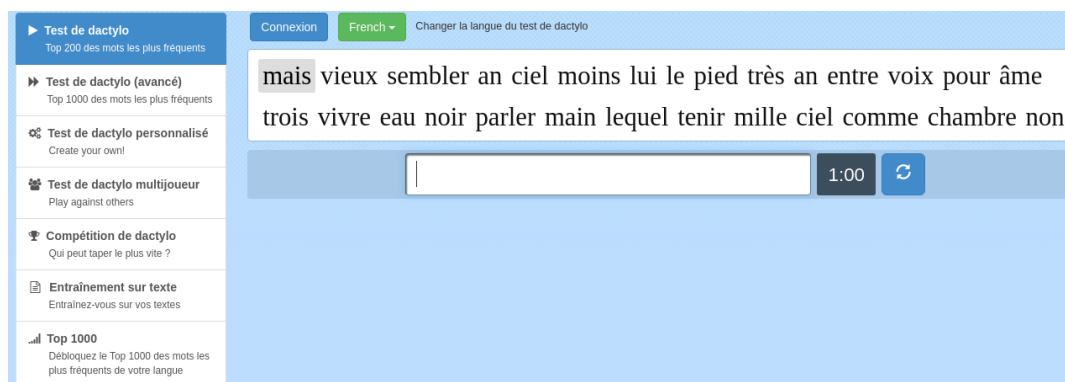 Test de dactylo
Top 200 des mots les plus fréquents
Test de dactylo (avancé)
Top 1000 des mots les plus fréquents
Test de dactylo personnalisé
Create your own!
Test de dactylo multijoueur
Play against others
Compétition de dactylo
Qui peut taper le plus vite ?
Entraînement sur texte
Entraînez-vous sur vos textes
Top 1000
Débloquez le Top 1000 des mots les
plus fréquents de votre langue
Connexion French Changer la langue du test de dactylo
mais vieux sembler an ciel moins lui le pied très an entre voix pour âme
trois vivre eau noir parler main lequel tenir mille ciel comme chambre non
1:00